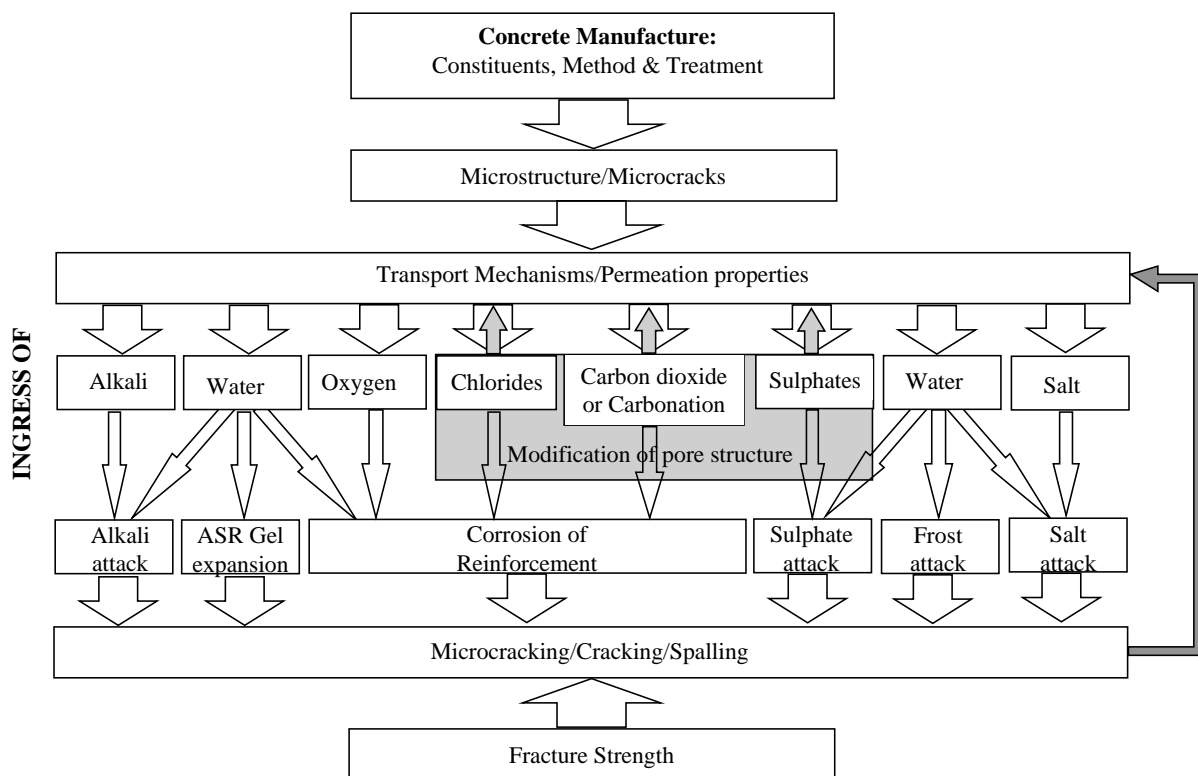 Concrete Manufacture:
Constituents, Method & Treatment
Microstructure/Microcracks
Transport Mechanisms/Permeation properties
INGRESS OF
Alkali
Water
Oxygen
Chlorides
Carbon dioxide
or Carbonation
Sulphates
Water
Salt
Modification of pore structure
Alkali
attack
ASR Gel
expansion
Corrosion of
Reinforcement
Sulphate
attack
Frost
attack
Salt
attack
Microcracking/Cracking/Spalling
Fracture Strength